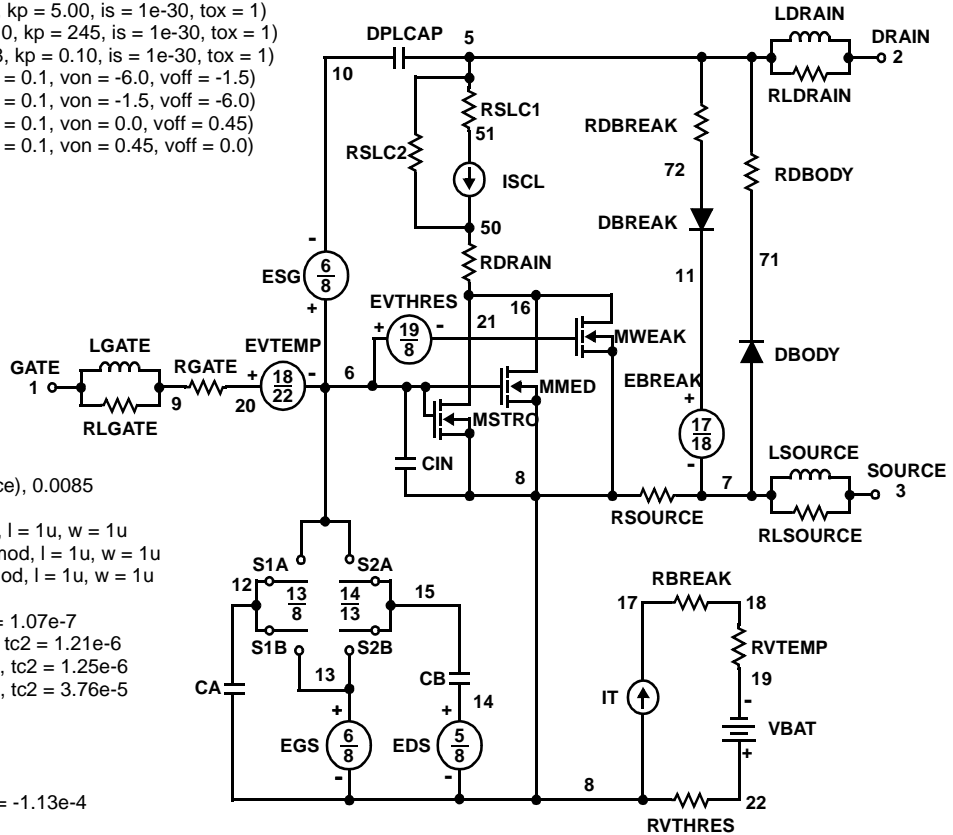 kp = 5.00, is = 1e-30, tox = 1)
0, kp = 245, is = 1e-30, tox = 1)
3, kp = 0.10, is = 1e-30, tox = 1)
= 0.1, von = -6.0, voff = -1.5)
= 0.1, von = -1.5, voff = -6.0)
= 0.1, von = 0.0, voff = 0.45)
= 0.1, von = 0.45, voff = 0.0)
DPLCAP
5
10
LDRAIN
DRAIN
2
RLDRAIN
RSLC1
51
RSLC2
ISCL
50
RDRAIN
RDBREAK
72
DBREAK
11
RDBODY
71
DBODY
-
ESG
6
8
+
EVTHRES
+
19
8
-
16
21
MWEAK
MMED
MSTRO
EBREAK
+
17
18
-
LGATE
GATE
1
RLGATE
9
RGATE
20
EVTEMP
+
18
22
-
6
CIN
8
RSOURCE
7
LSOURCE
SOURCE
3
RLSOURCE
ce), 0.0085
, l = 1u, w = 1u
nod, l = 1u, w = 1u
od, l = 1u, w = 1u
= 1.07e-7
, tc2 = 1.21e-6
, tc2 = 1.25e-6
, tc2 = 3.76e-5
= -1.13e-4
S1A
S2A
12
13
8
14
13
15
S1B
S2B
13
CA
CB
14
+
EGS
6
8
-
+
EDS
5
8
-
8
RBREAK
17
18
RVTEMP
19
IT
-
VBAT
+
22
RVTHRES